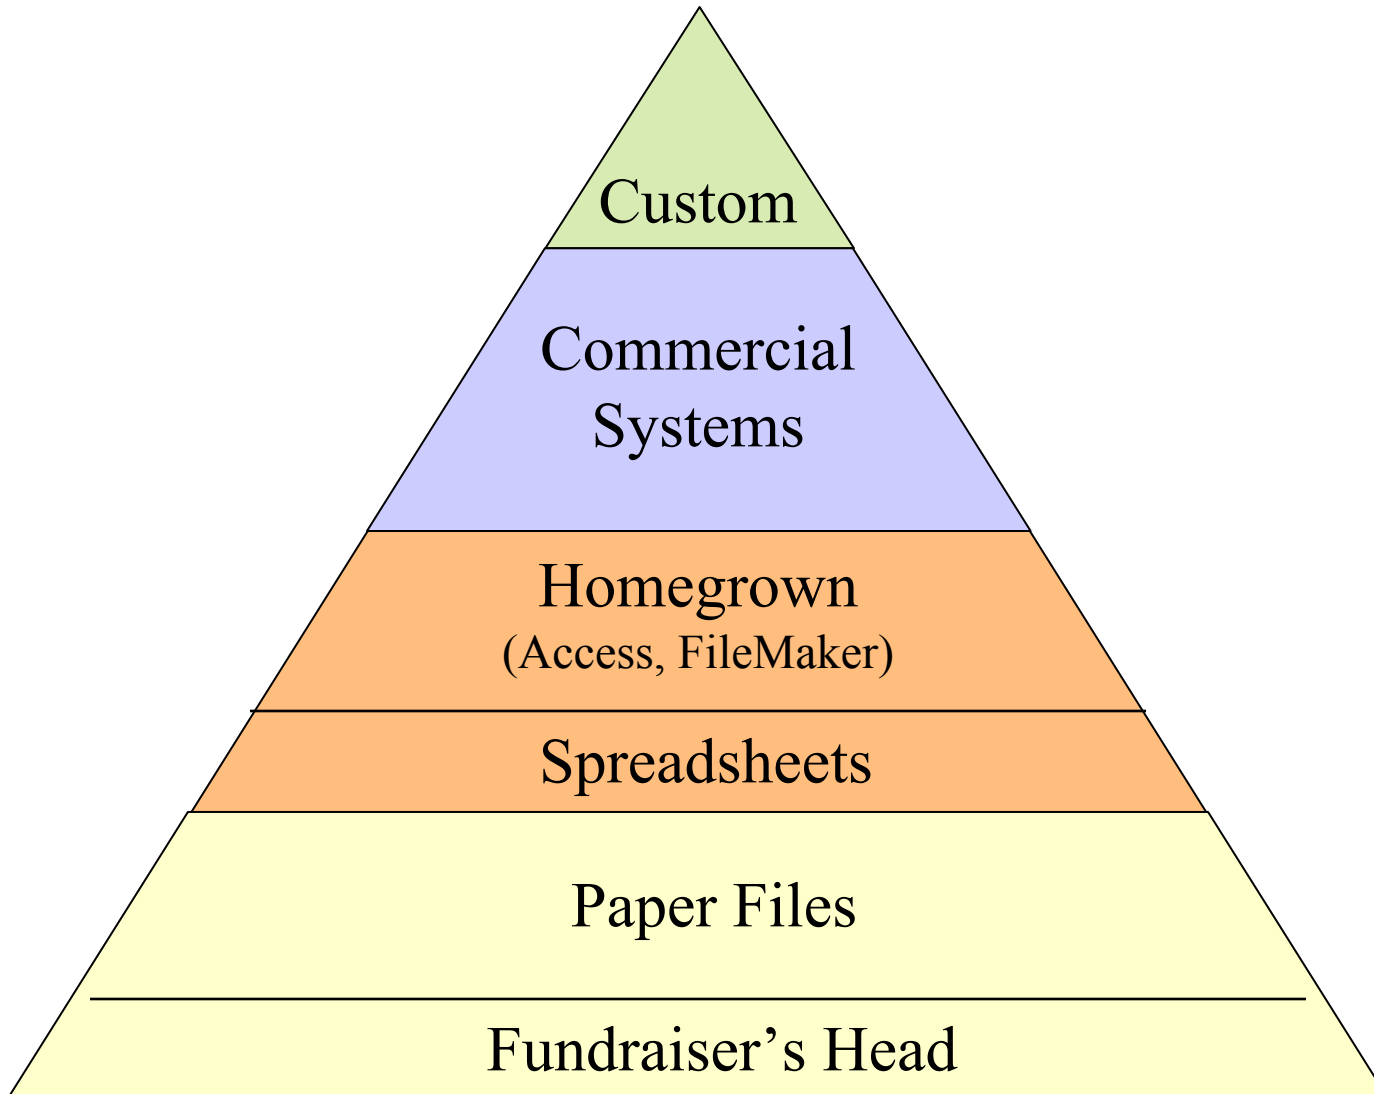 Custom
Commercial
Systems
Homegrown
(Access, FileMaker)
Spreadsheets
Paper Files
Fundraiser’s Head